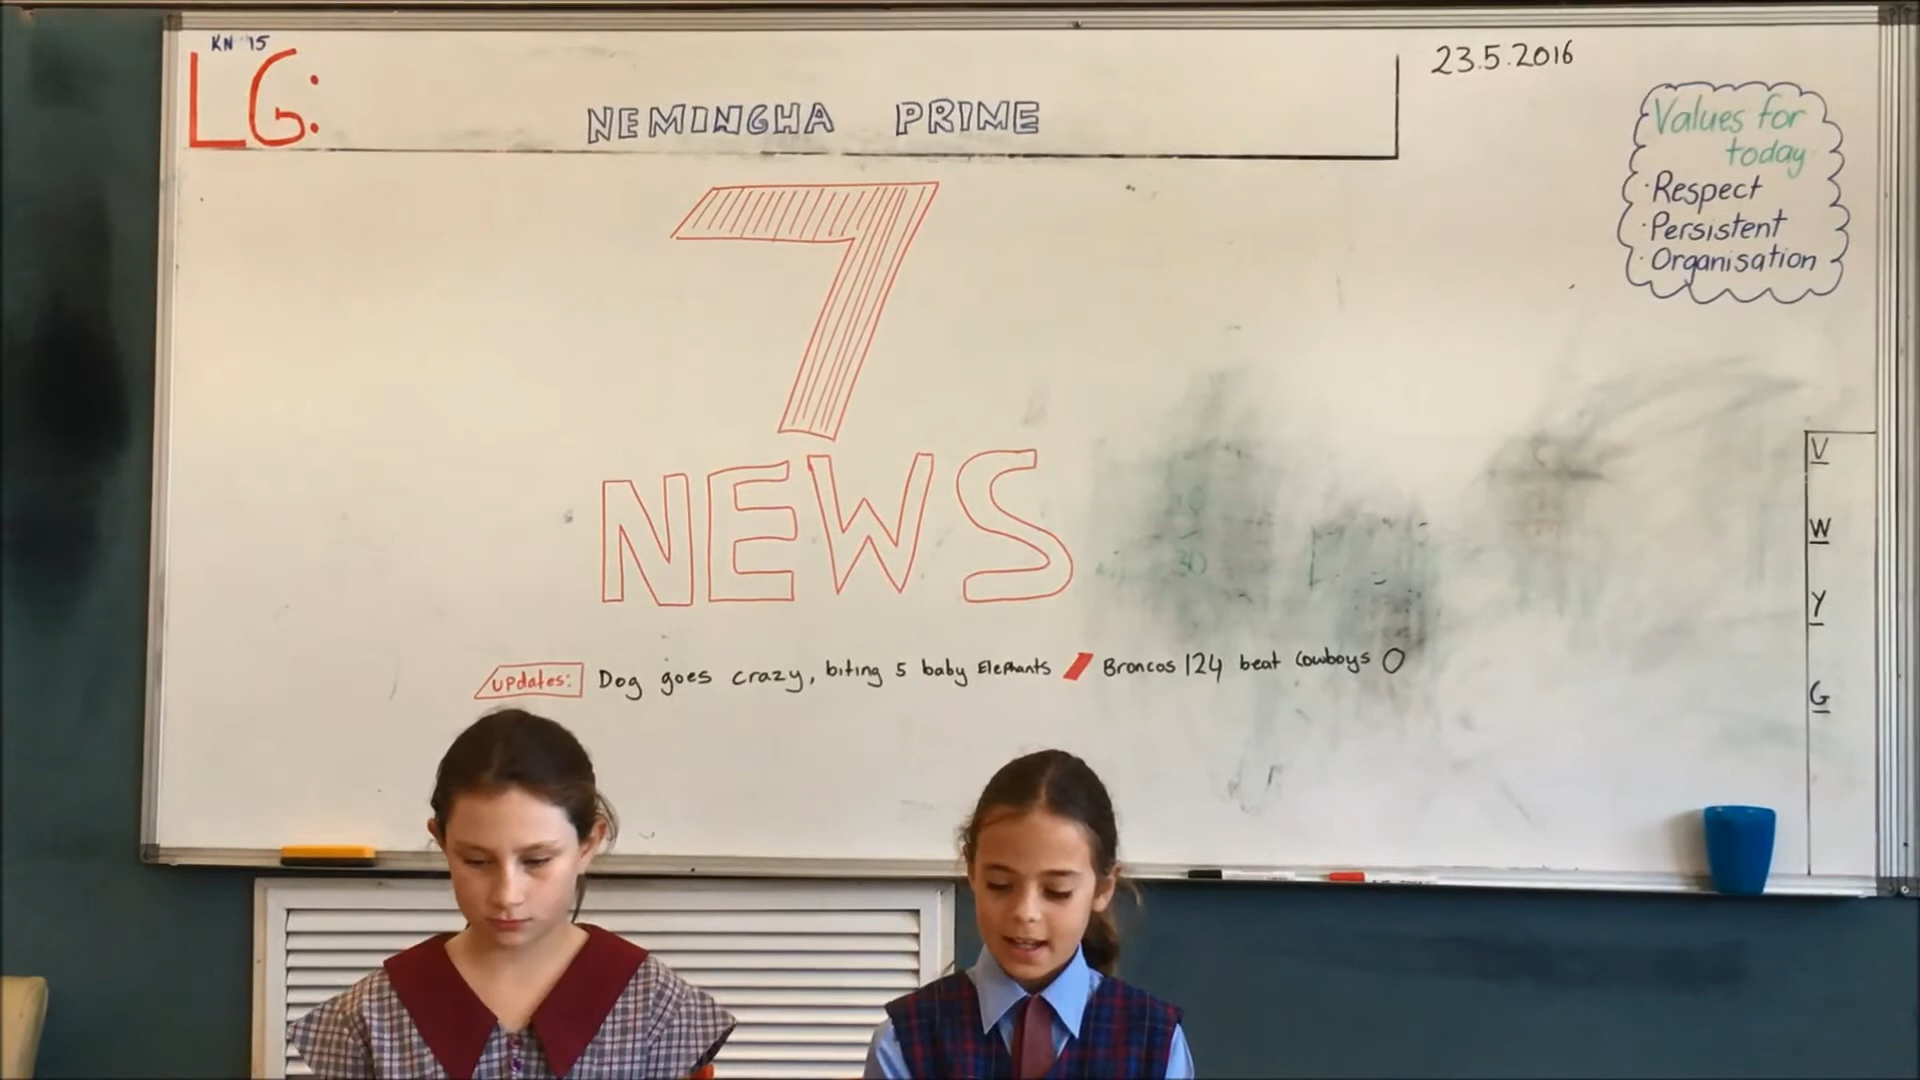 KN '15
LG:
NEMINGHA PRIME
23.5.2016
Values for
today
· Respect
· Persistent
· Organisation
7
NEWS
UPdates: Dog goes crazy, biting 5 baby Elephants Broncos 124 beat Cowboys 0
V
W
Y
G
30